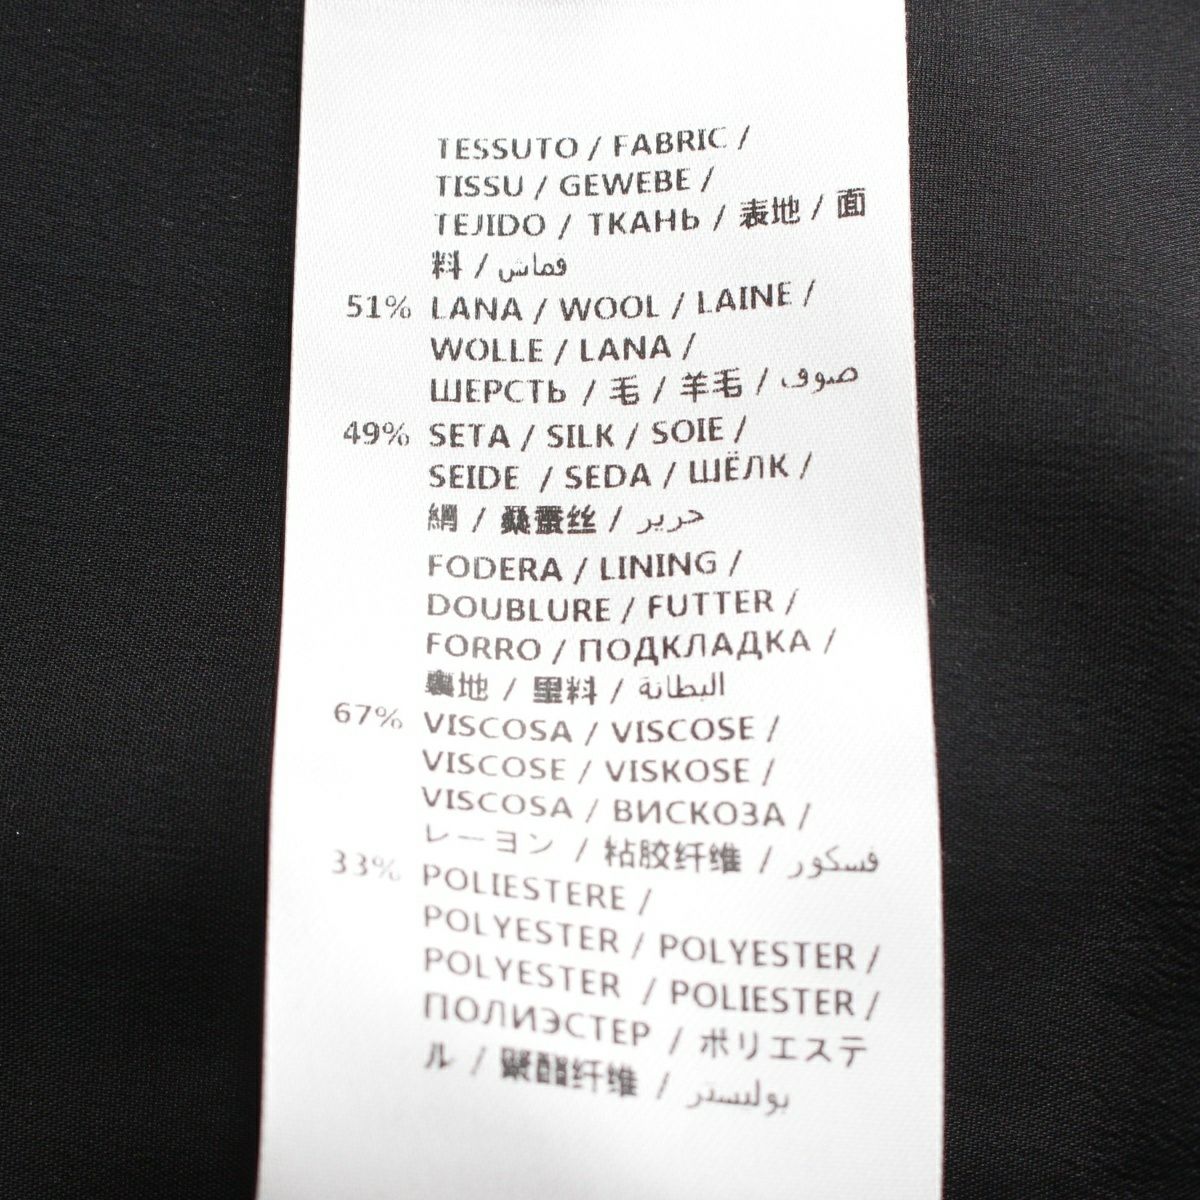 TESSUTO / FABRIC /
TISSU / GEWEBE /
TEJIDO / ТКАНЬ / 表地 / 面
料 / قماش
51% LANA / WOOL / LAINE /
WOLLE / LANA /
ШЕРСТЬ / 毛 / 羊毛 / صوف
49% SETA / SILK / SOIE /
SEIDE / SEDA / ШЁЛК /
絹 / 桑蚕丝 / حرير
FODERA / LINING /
DOUBLURE / FUTTER /
FORRO / ПОДКЛАДКА /
裏地 / 里料 / البطانة
67% VISCOSA / VISCOSE /
VISCOSE / VISKOSE /
VISCOSA / ВИСКОЗА /
レーヨン / 粘胶纤维 / فسكور
33% POLIESTERE /
POLYESTER / POLYESTER /
POLYESTER / POLIESTER /
ПОЛИЭСТЕР / ポリエステ
ル / 聚酯纤维 / بوليستر